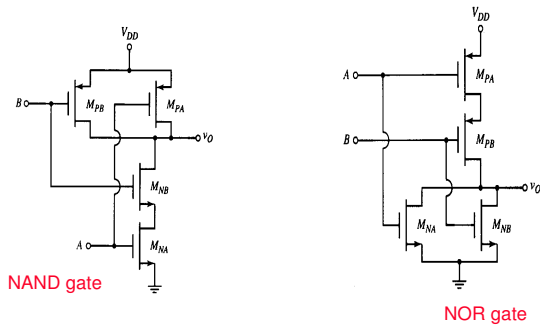 V_DD
B
M_PB
M_PA
v_O
M_NB
A
M_NA
NAND gate
V_DD
A
M_PA
B
M_PB
v_O
M_NA
M_NB
NOR gate